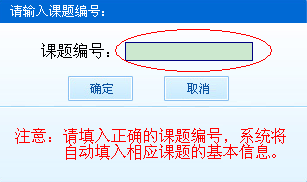 请输入课题编号：
课题编号：
确定 取消
注意：请填入正确的课题编号，系统将
自动填入相应课题的基本信息。